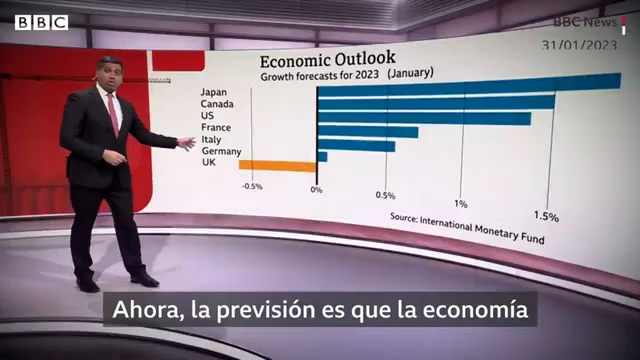 BBC
BBC News
31/01/2023
Economic Outlook
Growth forecasts for 2023 (January)
Japan
Canada
US
France
Italy
Germany
UK
-0.5%
0%
0.5%
1%
1.5%
Source: International Monetary Fund
Ahora, la previsión es que la economía